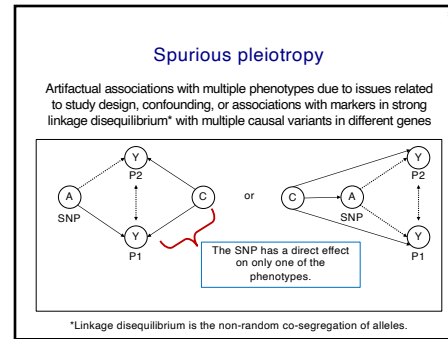 Spurious pleiotropy
Artifactual associations with multiple phenotypes due to issues related
to study design, confounding, or associations with markers in strong
linkage disequilibrium* with multiple causal variants in different genes
Y
P2
A
SNP
C
Y
P1
or
Y
P2
C
A
SNP
Y
P1
The SNP has a direct effect
on only one of the
phenotypes.
*Linkage disequilibrium is the non-random co-segregation of alleles.